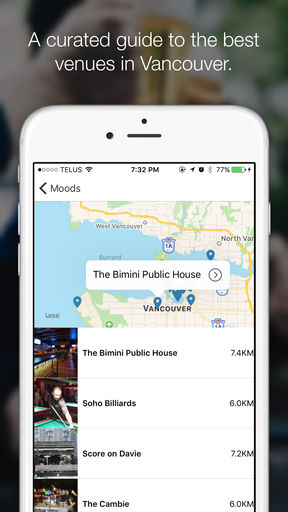 A curated guide to the best
venues in Vancouver.
TELUS 7:32 PM 77%
Moods
West Vancouver
North Van
1A
Burrard
The Bimini Public House
1A
Legal
VANCOUVER
The Bimini Public House 7.4KM
Soho Billiards 6.0KM
Score on Davie 7.2KM
The Cambie 6.0KM